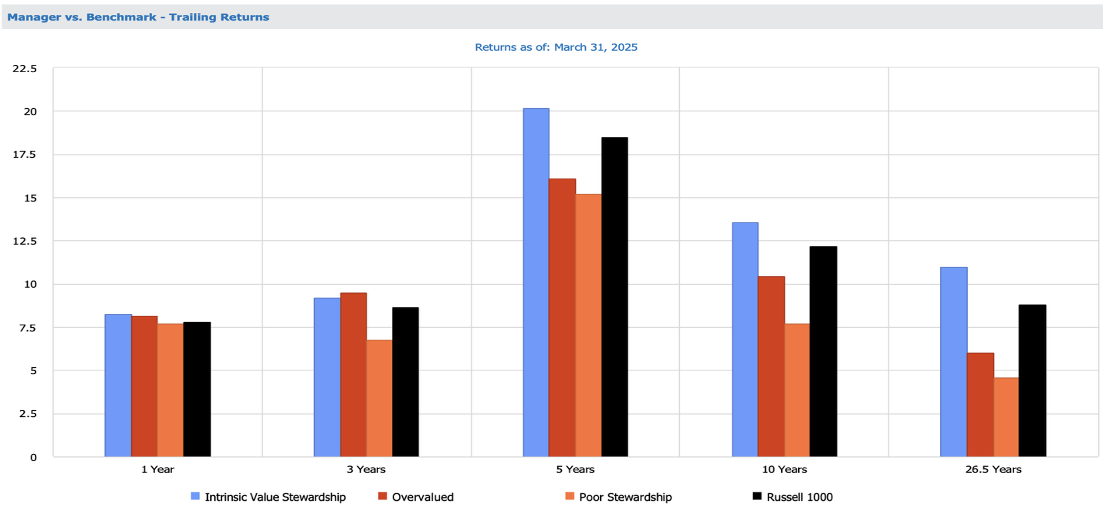 Manager vs. Benchmark - Trailing Returns
Returns as of: March 31, 2025
22.5
20
17.5
15
12.5
10
7.5
5
2.5
0
1 Year 3 Years 5 Years 10 Years 26.5 Years
Intrinsic Value Stewardship Overvalued Poor Stewardship Russell 1000